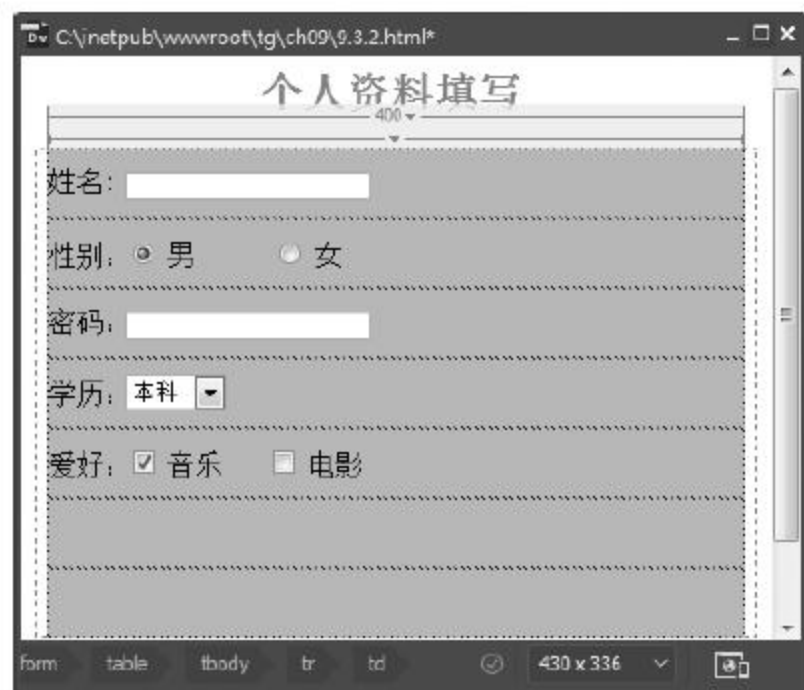 Dw C:\inetpub\wwwroot\tg\ch09\9.3.2.html*
个人资料填写
400
姓名:
性别: 男 女
密码:
学历: 本科
爱好: 音乐 电影
form table tbody tr td 430 x 336